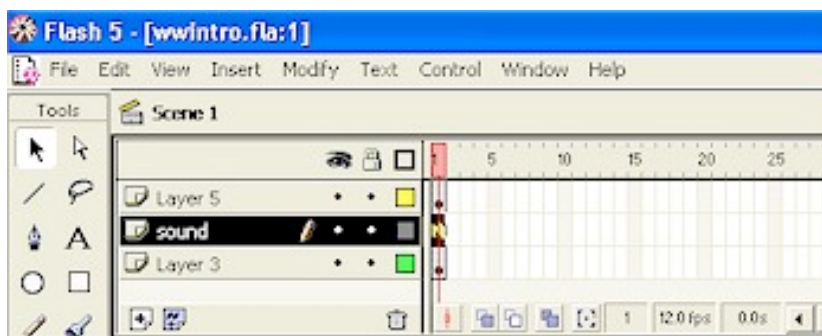 Flash 5 - [wwintro.fla:1]
File Edit View Insert Modify Text Control Window Help
Tools
Scene 1
1 5 10 15 20 25
Layer 5
sound
Layer 3
A
1 12.0 fps 0.0s